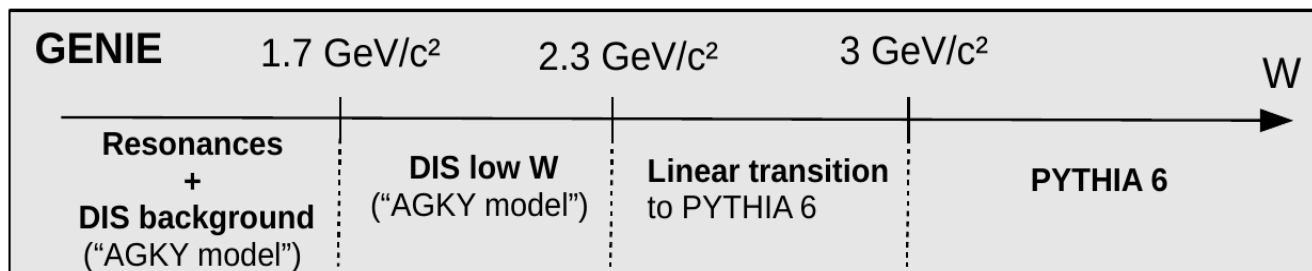 GENIE
1.7 GeV/c²
2.3 GeV/c²
3 GeV/c²
W
Resonances
+
DIS background
(“AGKY model”)
DIS low W
(“AGKY model”)
Linear transition
to PYTHIA 6
PYTHIA 6